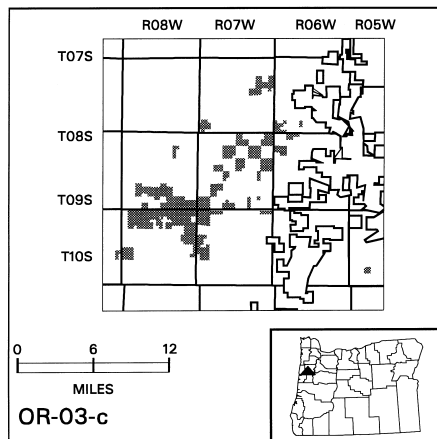 R08W R07W R06W R05W
T07S
T08S
T09S
T10S
0 6 12
MILES
OR-03-c